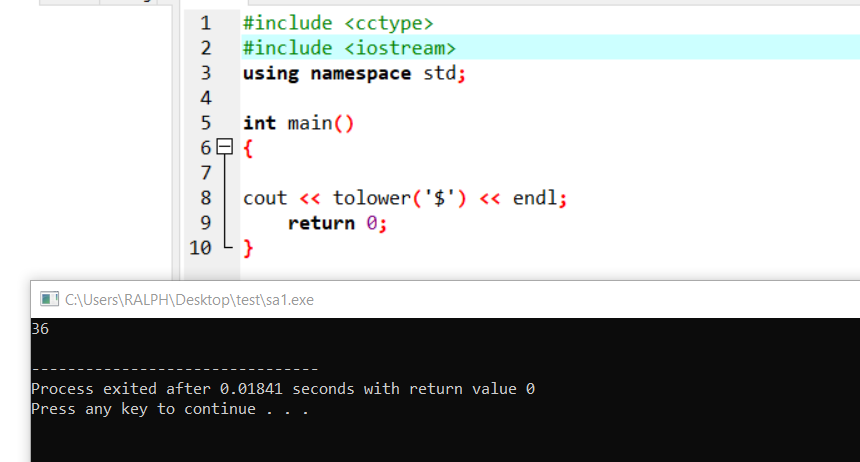 1 #include <cctype>
2 #include <iostream>
3 using namespace std;
4
5 int main()
6 {
7
8 cout << tolower('$') << endl;
9 return 0;
10 }
C:\Users\RALPH\Desktop\test\sa1.exe
36
--------------------------------
Process exited after 0.01841 seconds with return value 0
Press any key to continue . . .